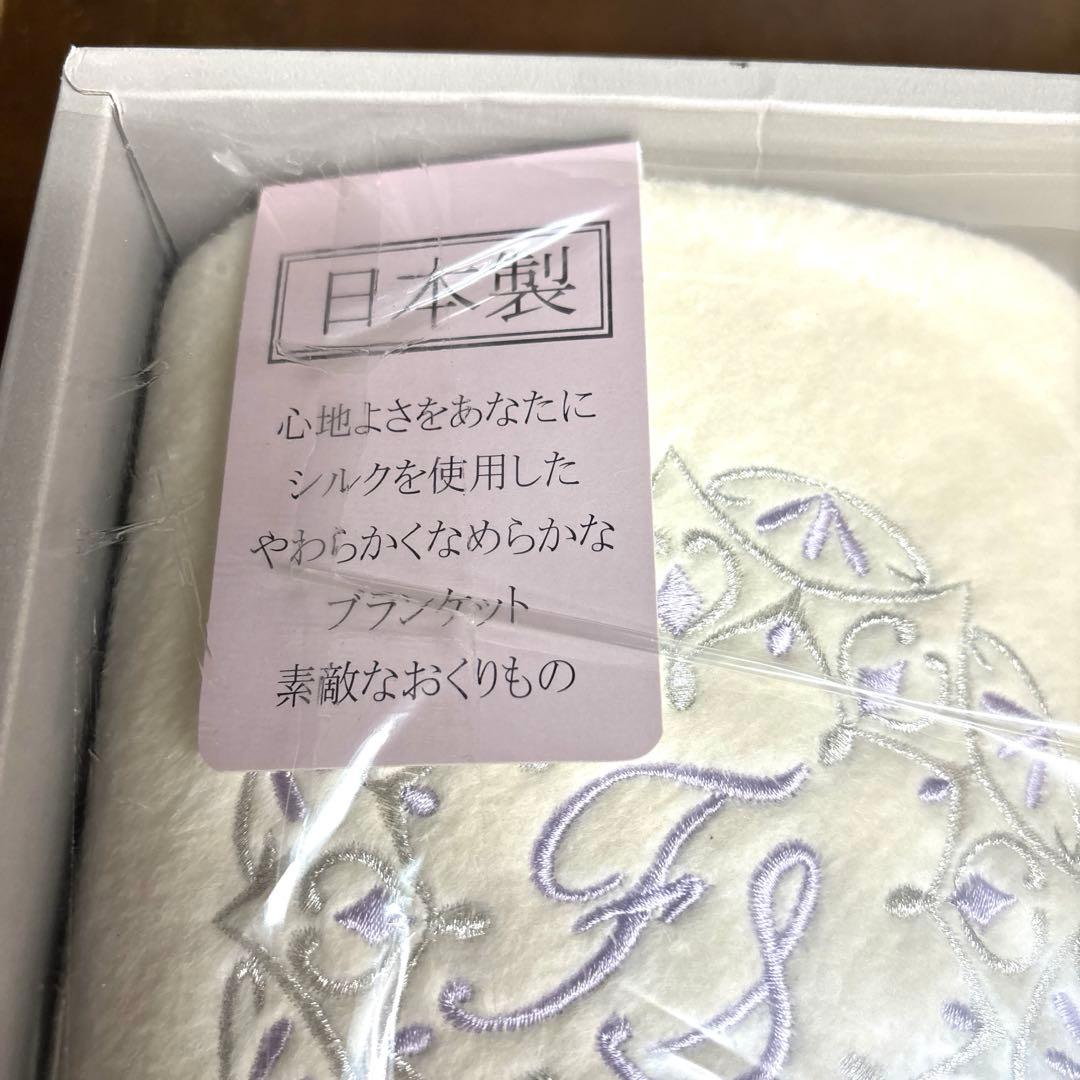 日本製
心地よさをあなたに
シルクを使用した
やわらかくなめらかな
ブランケット
素敵なおくりもの
FS